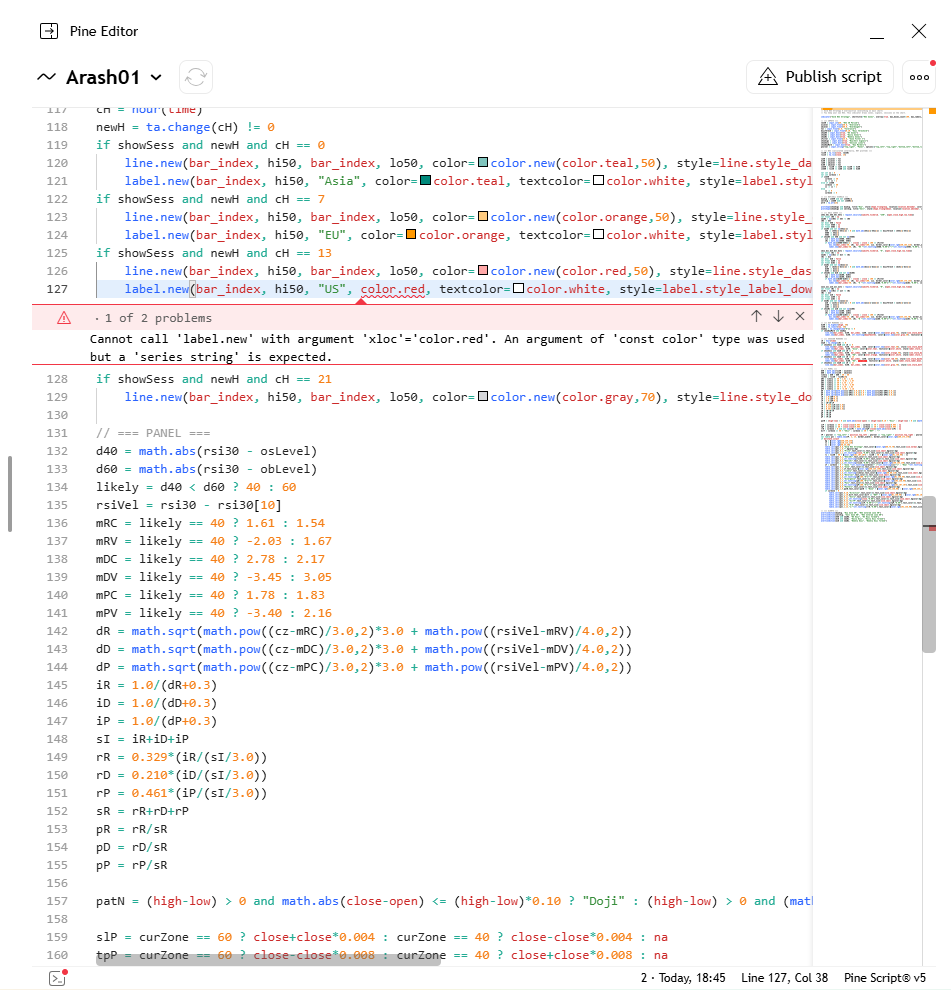 Pine Editor
Arash01
Publish script
117 cH = hour(time)
118 newH = ta.change(cH) != 0
119 if showSess and newH and cH == 0
120 line.new(bar_index, hi50, bar_index, lo50, color=color.new(color.teal,50), style=line.style_da
121 label.new(bar_index, hi50, "Asia", color=color.teal, textcolor=color.white, style=label.styl
122 if showSess and newH and cH == 7
123 line.new(bar_index, hi50, bar_index, lo50, color=color.new(color.orange,50), style=line.style_
124 label.new(bar_index, hi50, "EU", color=color.orange, textcolor=color.white, style=label.styl
125 if showSess and newH and cH == 13
126 line.new(bar_index, hi50, bar_index, lo50, color=color.new(color.red,50), style=line.style_das
127 label.new(bar_index, hi50, "US", color.red, textcolor=color.white, style=label.style_label_dow
· 1 of 2 problems
Cannot call 'label.new' with argument 'xloc'='color.red'. An argument of 'const color' type was used
but a 'series string' is expected.
128 if showSess and newH and cH == 21
129 line.new(bar_index, hi50, bar_index, lo50, color=color.new(color.gray,70), style=line.style_do
130
131 // === PANEL ===
132 d40 = math.abs(rsi30 - osLevel)
133 d60 = math.abs(rsi30 - obLevel)
134 likely = d40 < d60 ? 40 : 60
135 rsiVel = rsi30 - rsi30[10]
136 mRC = likely == 40 ? 1.61 : 1.54
137 mRV = likely == 40 ? -2.03 : 1.67
138 mDC = likely == 40 ? 2.78 : 2.17
139 mDV = likely == 40 ? -3.45 : 3.05
140 mPC = likely == 40 ? 1.78 : 1.83
141 mPV = likely == 40 ? -3.40 : 2.16
142 dR = math.sqrt(math.pow((cz-mRC)/3.0,2)*3.0 + math.pow((rsiVel-mRV)/4.0,2))
143 dD = math.sqrt(math.pow((cz-mDC)/3.0,2)*3.0 + math.pow((rsiVel-mDV)/4.0,2))
144 dP = math.sqrt(math.pow((cz-mPC)/3.0,2)*3.0 + math.pow((rsiVel-mPV)/4.0,2))
145 iR = 1.0/(dR+0.3)
146 iD = 1.0/(dD+0.3)
147 iP = 1.0/(dP+0.3)
148 sI = iR+iD+iP
149 rR = 0.329*(iR/(sI/3.0))
150 rD = 0.210*(iD/(sI/3.0))
151 rP = 0.461*(iP/(sI/3.0))
152 sR = rR+rD+rP
153 pR = rR/sR
154 pD = rD/sR
155 pP = rP/sR
156
157 patN = (high-low) > 0 and math.abs(close-open) <= (high-low)*0.10 ? "Doji" : (high-low) > 0 and (mat
158
159 slP = curZone == 60 ? close+close*0.004 : curZone == 40 ? close-close*0.004 : na
160 tpP = curZone == 60 ? close-close*0.008 : curZone == 40 ? close+close*0.008 : na
2 · Today, 18:45 Line 127, Col 38 Pine Script® v5